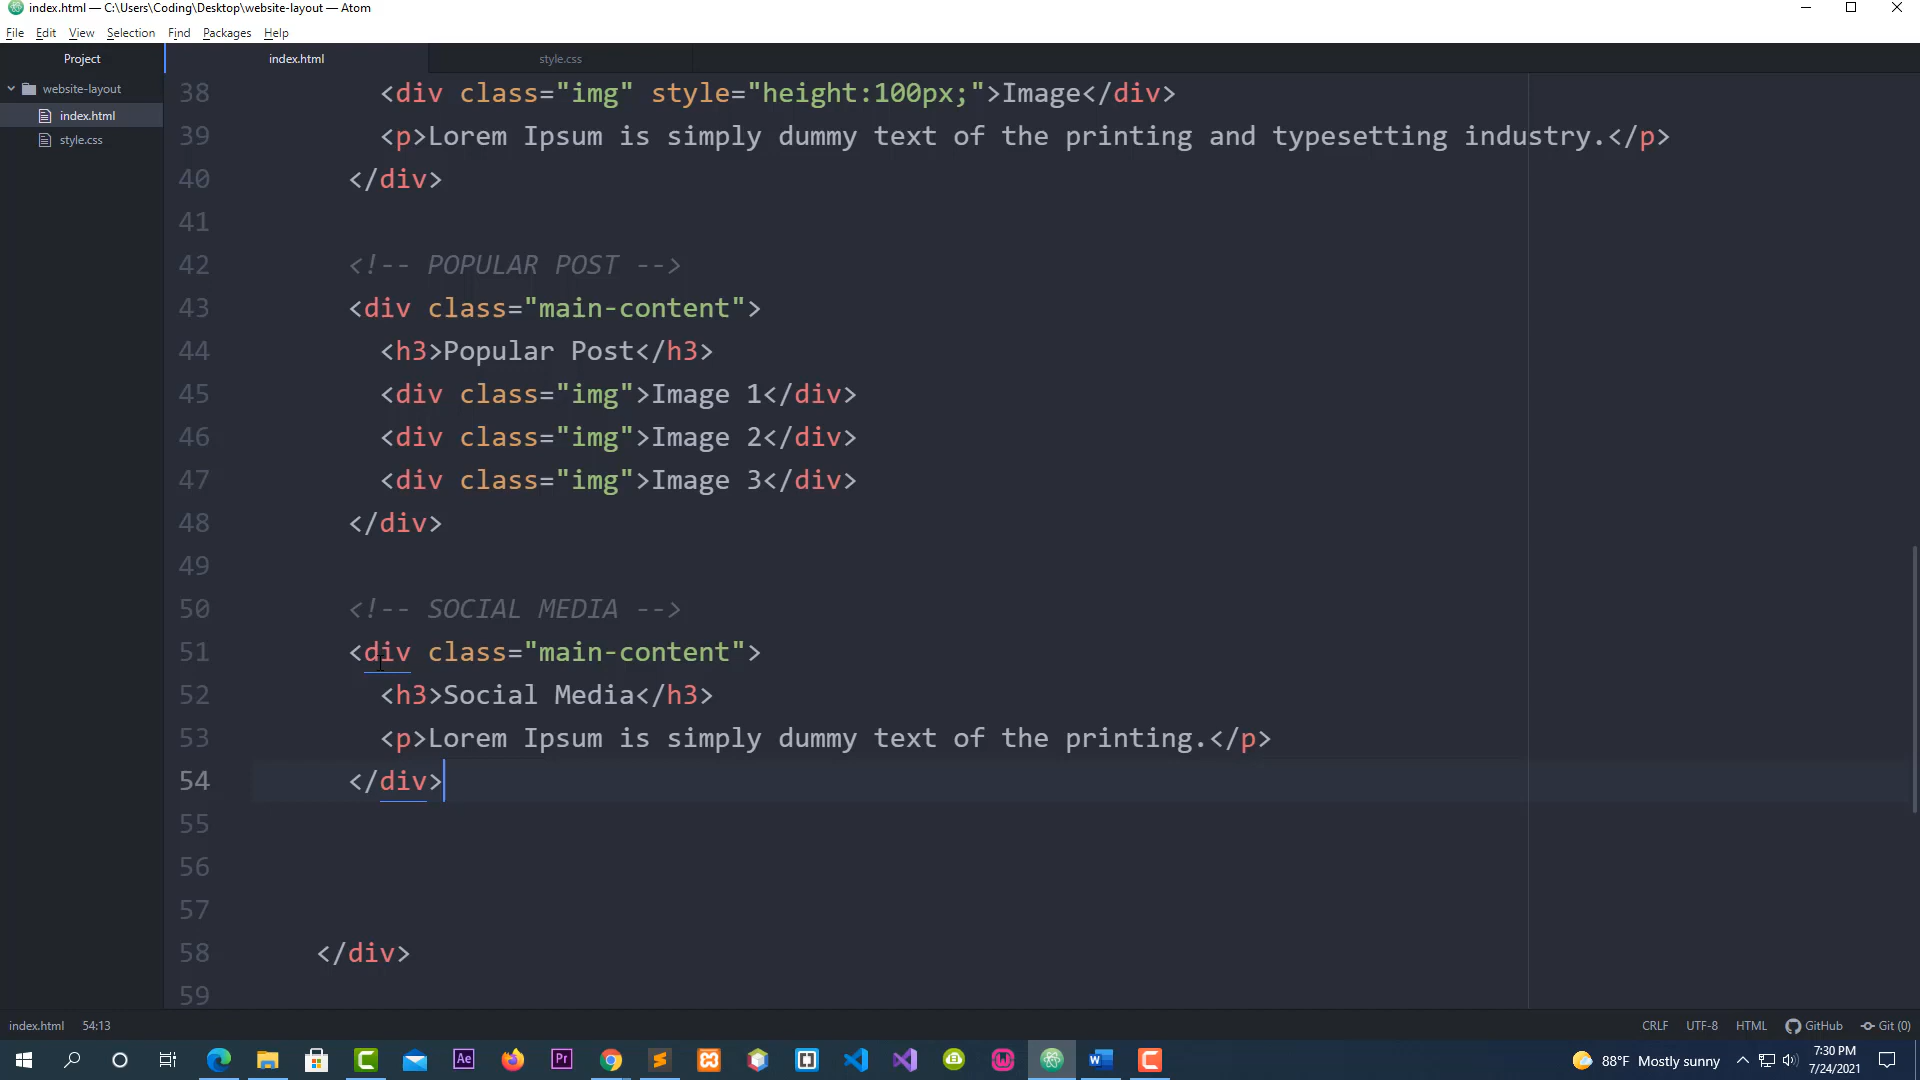 index.html — C:\Users\Coding\Desktop\website-layout — Atom
File Edit View Selection Find Packages Help
Project
index.html
style.css
website-layout
index.html
style.css
38 <div class="img" style="height:100px;">Image</div>
39 <p>Lorem Ipsum is simply dummy text of the printing and typesetting industry.</p>
40 </div>
41
42 <!-- POPULAR POST -->
43 <div class="main-content">
44 <h3>Popular Post</h3>
45 <div class="img">Image 1</div>
46 <div class="img">Image 2</div>
47 <div class="img">Image 3</div>
48 </div>
49
50 <!-- SOCIAL MEDIA -->
51 <div class="main-content">
52 <h3>Social Media</h3>
53 <p>Lorem Ipsum is simply dummy text of the printing.</p>
54 </div>
55
56
57
58 </div>
59
index.html 54:13 CRLF UTF-8 HTML GitHub Git (0)
Ae Pr
88°F Mostly sunny
7:30 PM
7/24/2021